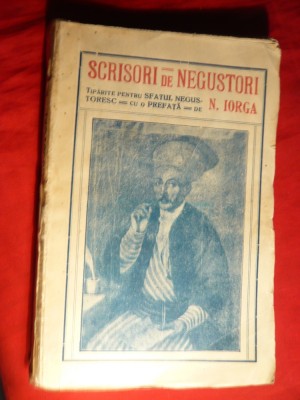 SCRISORI DE NEGUSTORI
TIPĂRITE PENTRU SFATUL NEGUS-
TORESC CU O PREFAȚĂ DE N. IORGA